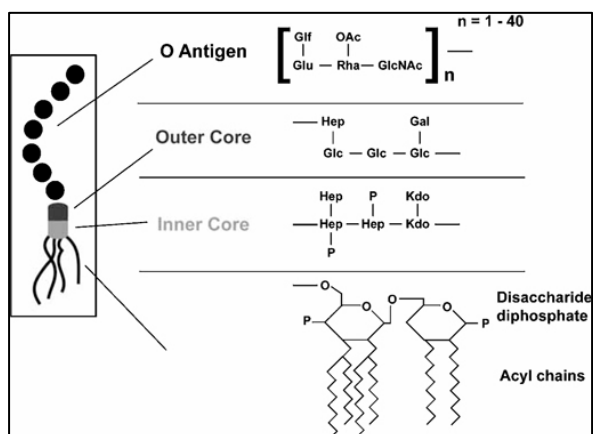 n = 1 - 40
O Antigen
Glf OAc
Glu — Rha — GlcNAc
n
Outer Core
Hep Gal
Glc — Glc — Glc
Inner Core
Hep P Kdo
Hep — Hep — Kdo
P
O
O O O
P P
Disaccharide
diphosphate
Acyl chains